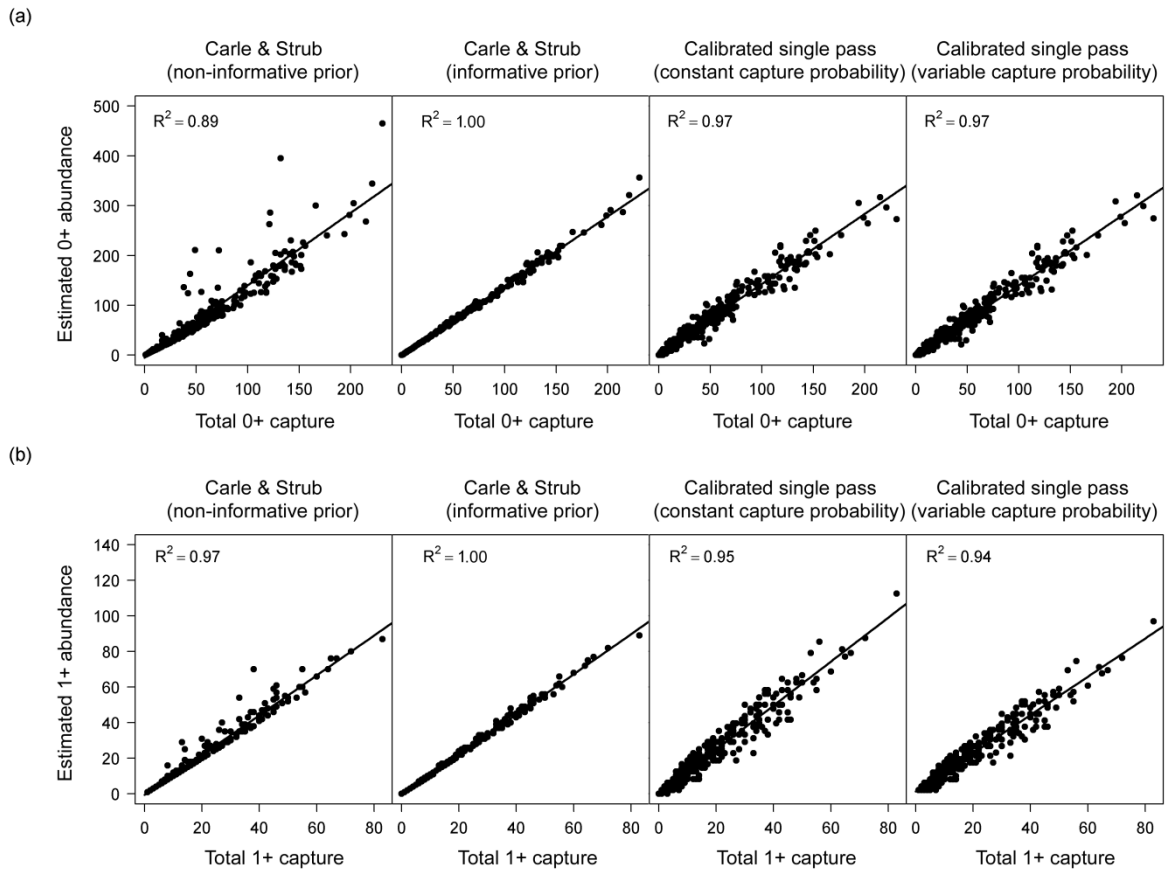 (a)
Carle & Strub
(non-informative prior)
Carle & Strub
(informative prior)
Calibrated single pass
(constant capture probability)
Calibrated single pass
(variable capture probability)
500
400
300
200
100
0
Estimated 0+ abundance
R² = 0.89
R² = 1.00
R² = 0.97
R² = 0.97
0 50 100 150 200
0 50 100 150 200
0 50 100 150 200
0 50 100 150 200
Total 0+ capture
Total 0+ capture
Total 0+ capture
Total 0+ capture
(b)
Carle & Strub
(non-informative prior)
Carle & Strub
(informative prior)
Calibrated single pass
(constant capture probability)
Calibrated single pass
(variable capture probability)
140
120
100
80
60
40
20
0
Estimated 1+ abundance
R² = 0.97
R² = 1.00
R² = 0.95
R² = 0.94
0 20 40 60 80
0 20 40 60 80
0 20 40 60 80
0 20 40 60 80
Total 1+ capture
Total 1+ capture
Total 1+ capture
Total 1+ capture